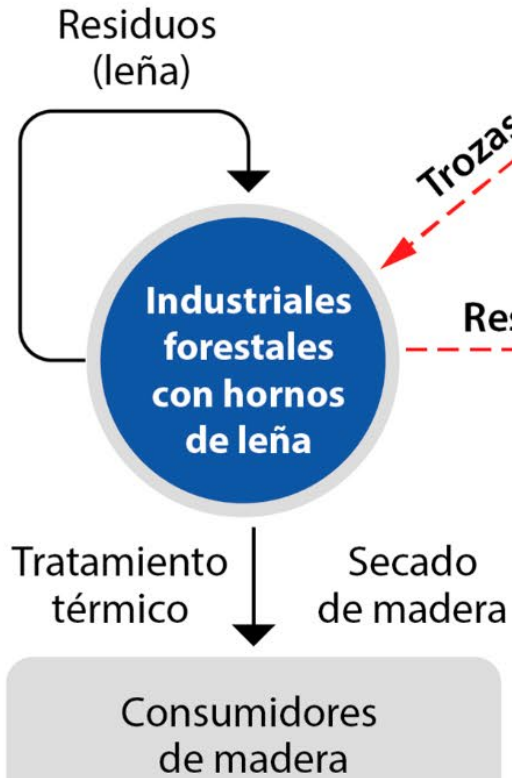 Residuos
(leña)
Trozas
Industriales
forestales
con hornos
de leña
Tratamiento
térmico
Secado
de madera
Consumidores
de madera